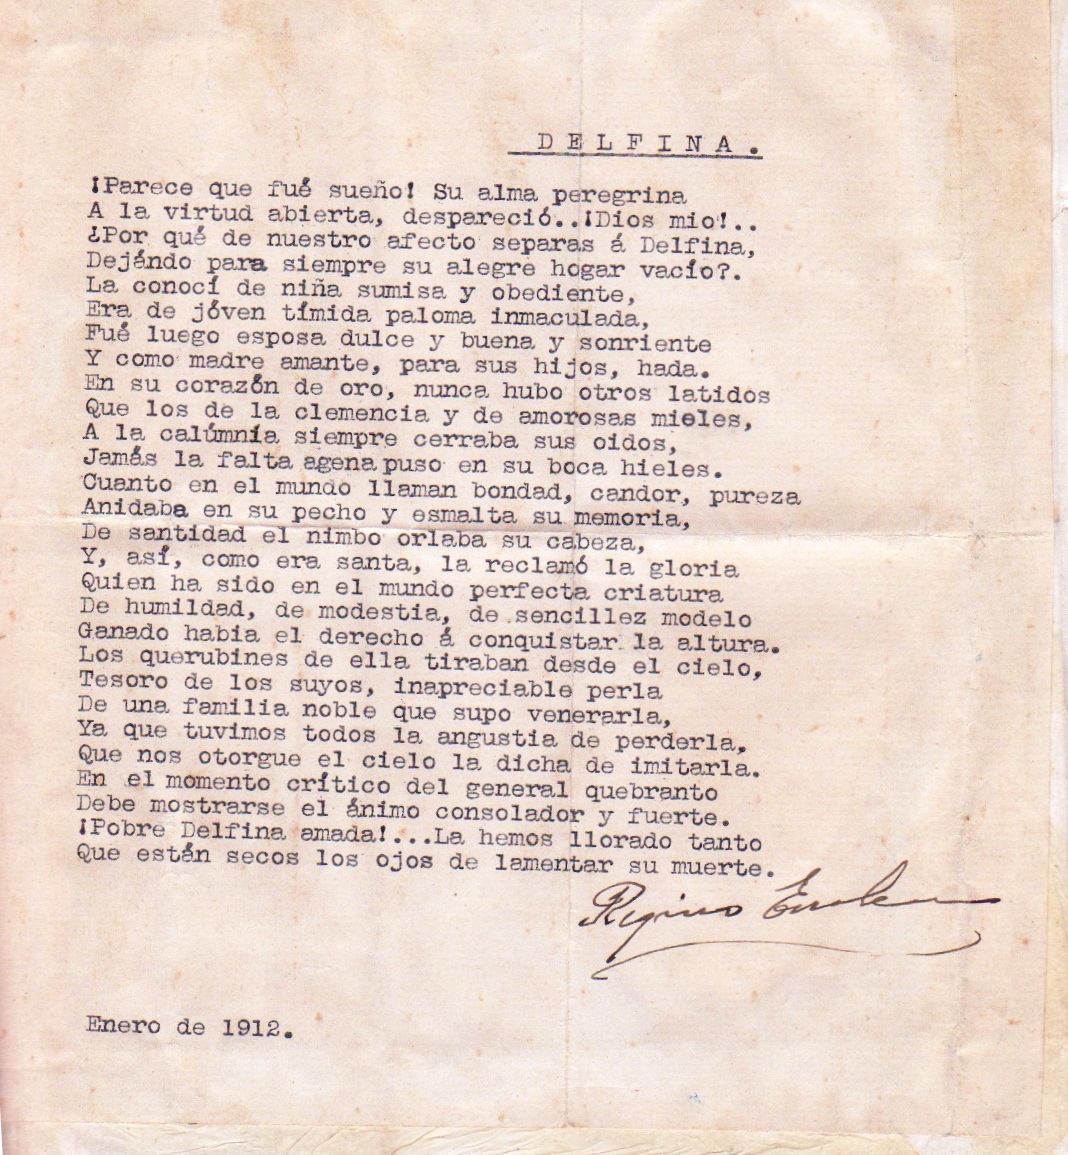 DELFINA.
¡Parece que fué sueño! Su alma peregrina
A la virtud abierta, despareció..¡Dios mio!..
¿Por qué de nuestro afecto separas á Delfina,
Dejándo para siempre su alegre hogar vacío?.
La conocí de niña sumisa y obediente,
Era de jóven tímida paloma inmaculada,
Fué luego esposa dulce y buena y sonriente
Y como madre amante, para sus hijos, hada.
En su corazón de oro, nunca hubo otros latidos
Que los de la clemencia y de amorosas mieles,
A la calúmnía siempre cerraba sus oidos,
Jamás la falta agena puso en su boca hieles.
Cuanto en el mundo llaman bondad, candor, pureza
Anidaba en su pecho y esmalta su memoria,
De santidad el nimbo orlaba su cabeza,
Y, así, como era santa, la reclamó la gloria
Quien ha sido en el mundo perfecta criatura
De humildad, de modestia, de sencillez modelo
Ganado habia el derecho á conquistar la altura.
Los querubines de ella tiraban desde el cielo,
Tesoro de los suyos, inapreciable perla
De una familia noble que supo venerarla,
Ya que tuvimos todos la angustia de perderla,
Que nos otorgue el cielo la dicha de imitarla.
En el momento crítico del general quebranto
Debe mostrarse el ánimo consolador y fuerte.
¡Pobre Delfina amada!...La hemos llorado tanto
Que están secos los ojos de lamentar su muerte.
Regino
Enero de 1912.